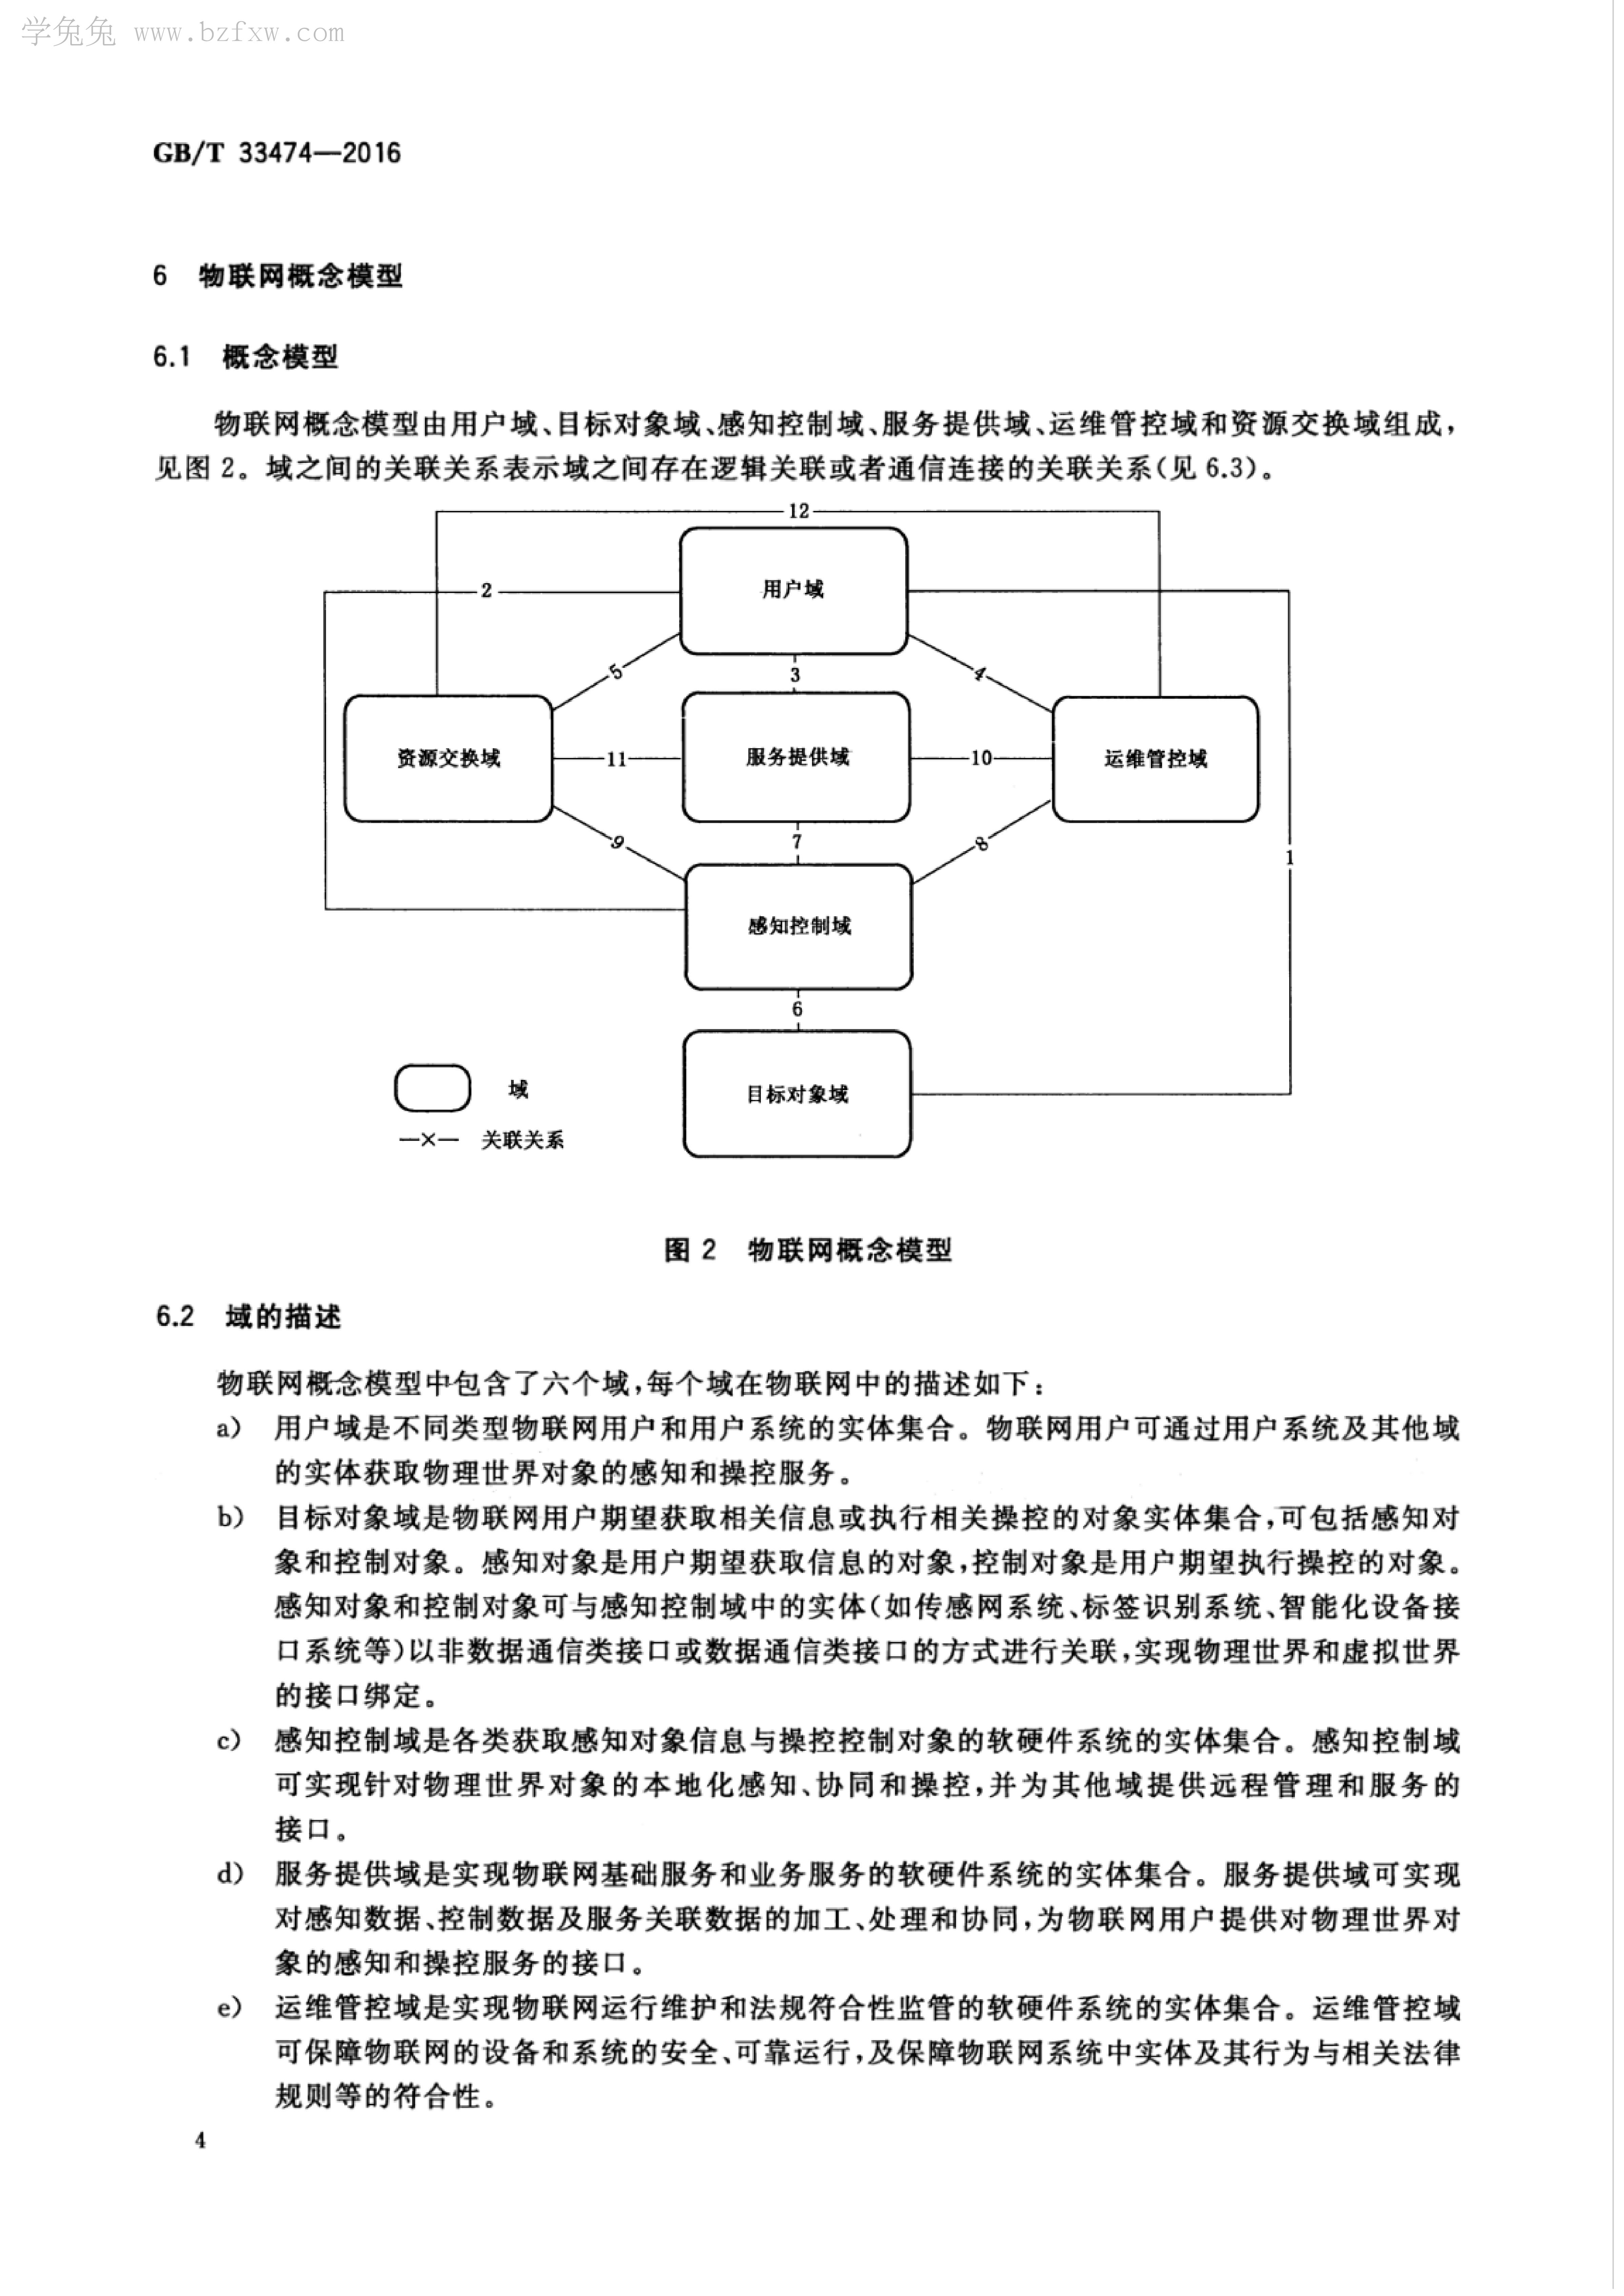 学兔兔 www.bzfxw.com
GB/T 33474—2016
6 物联网概念模型
6.1 概念模型
物联网概念模型由用户域、目标对象域、感知控制域、服务提供域、运维管控域和资源交换域组成,
见图 2。域之间的关联关系表示域之间存在逻辑关联或者通信连接的关联关系(见 6.3)。
12
2
用户域
5
3
4
资源交换域
11
服务提供域
10
运维管控域
9
7
8
1
感知控制域
6
域
目标对象域
—×— 关联关系
图 2 物联网概念模型
6.2 域的描述
物联网概念模型中包含了六个域,每个域在物联网中的描述如下:
a) 用户域是不同类型物联网用户和用户系统的实体集合。物联网用户可通过用户系统及其他域
的实体获取物理世界对象的感知和操控服务。
b) 目标对象域是物联网用户期望获取相关信息或执行相关操控的对象实体集合,可包括感知对
象和控制对象。感知对象是用户期望获取信息的对象,控制对象是用户期望执行操控的对象。
感知对象和控制对象可与感知控制域中的实体(如传感网系统、标签识别系统、智能化设备接
口系统等)以非数据通信类接口或数据通信类接口的方式进行关联,实现物理世界和虚拟世界
的接口绑定。
c) 感知控制域是各类获取感知对象信息与操控控制对象的软硬件系统的实体集合。感知控制域
可实现针对物理世界对象的本地化感知、协同和操控,并为其他域提供远程管理和服务的
接口。
d) 服务提供域是实现物联网基础服务和业务服务的软硬件系统的实体集合。服务提供域可实现
对感知数据、控制数据及服务关联数据的加工、处理和协同,为物联网用户提供对物理世界对
象的感知和操控服务的接口。
e) 运维管控域是实现物联网运行维护和法规符合性监管的软硬件系统的实体集合。运维管控域
可保障物联网的设备和系统的安全、可靠运行,及保障物联网系统中实体及其行为与相关法律
规则等的符合性。
4